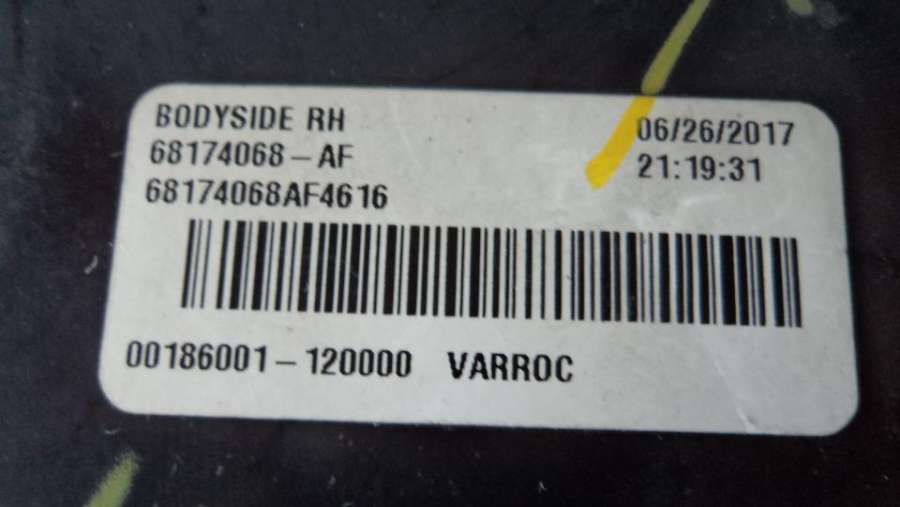 BODYSIDE RH
68174068-AF
68174068AF4616
06/26/2017
21:19:31
00186001-120000 VARROC